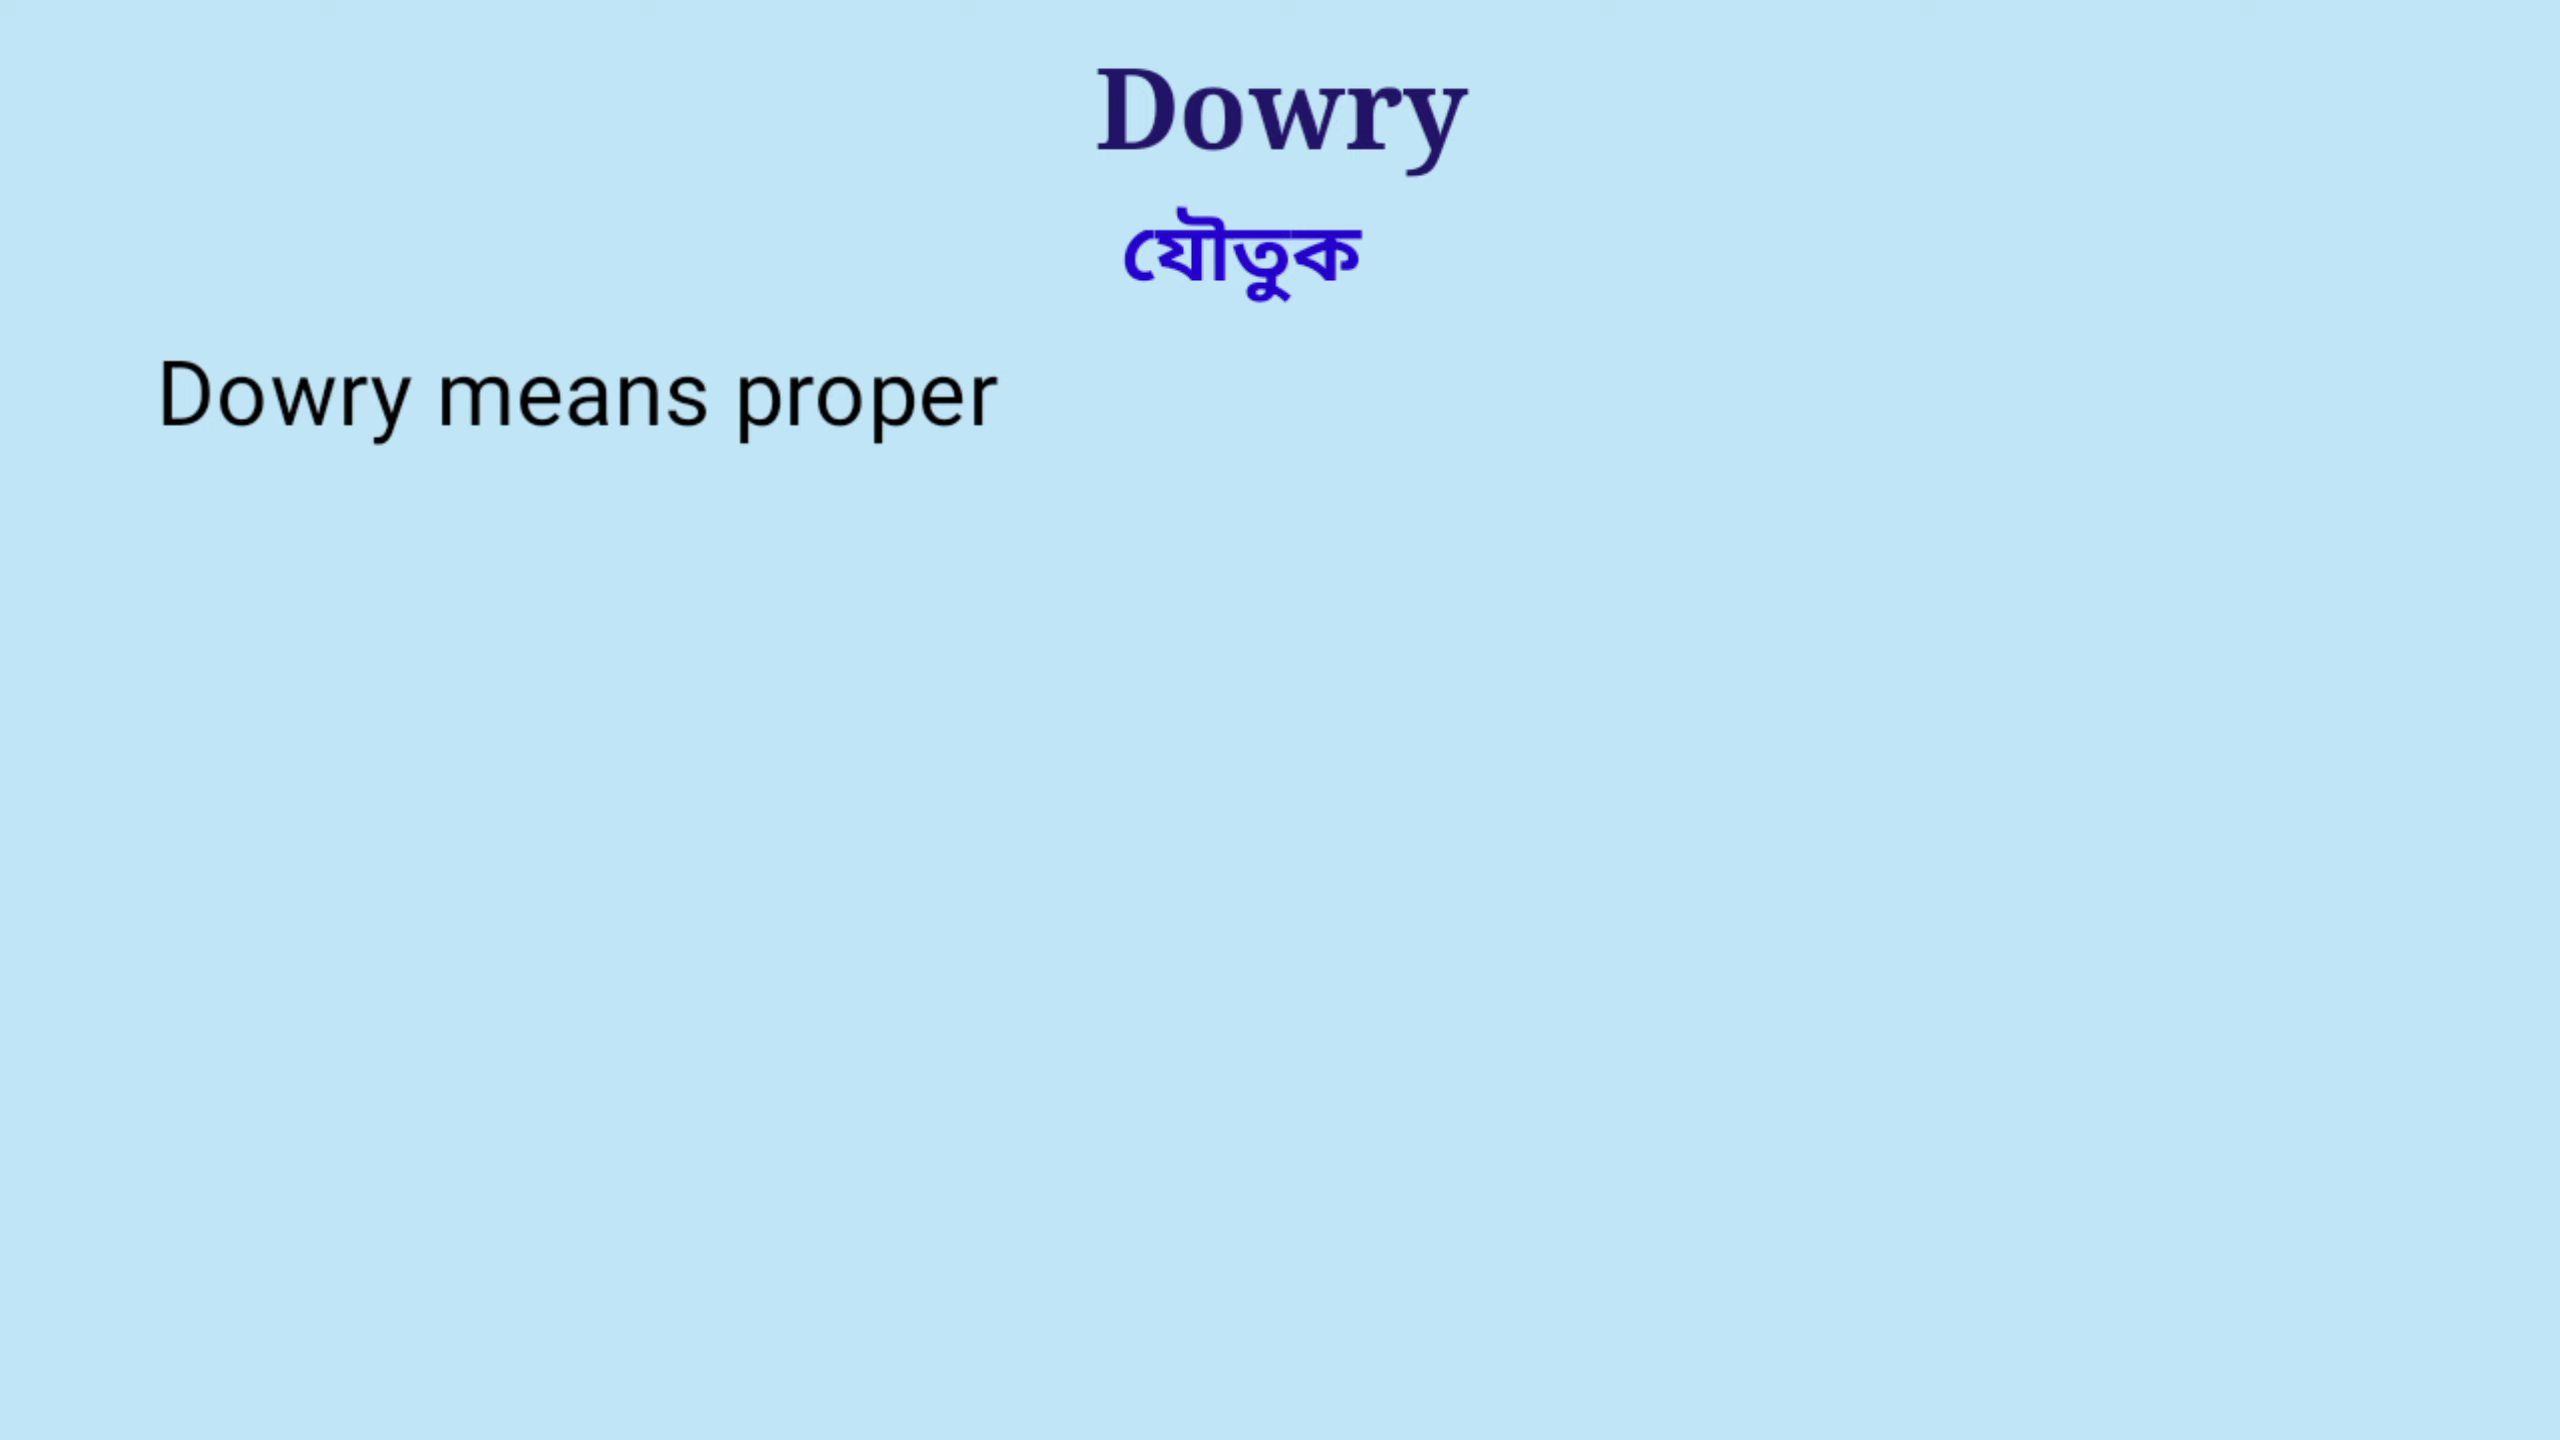 Dowry
যৌতুক
Dowry means proper